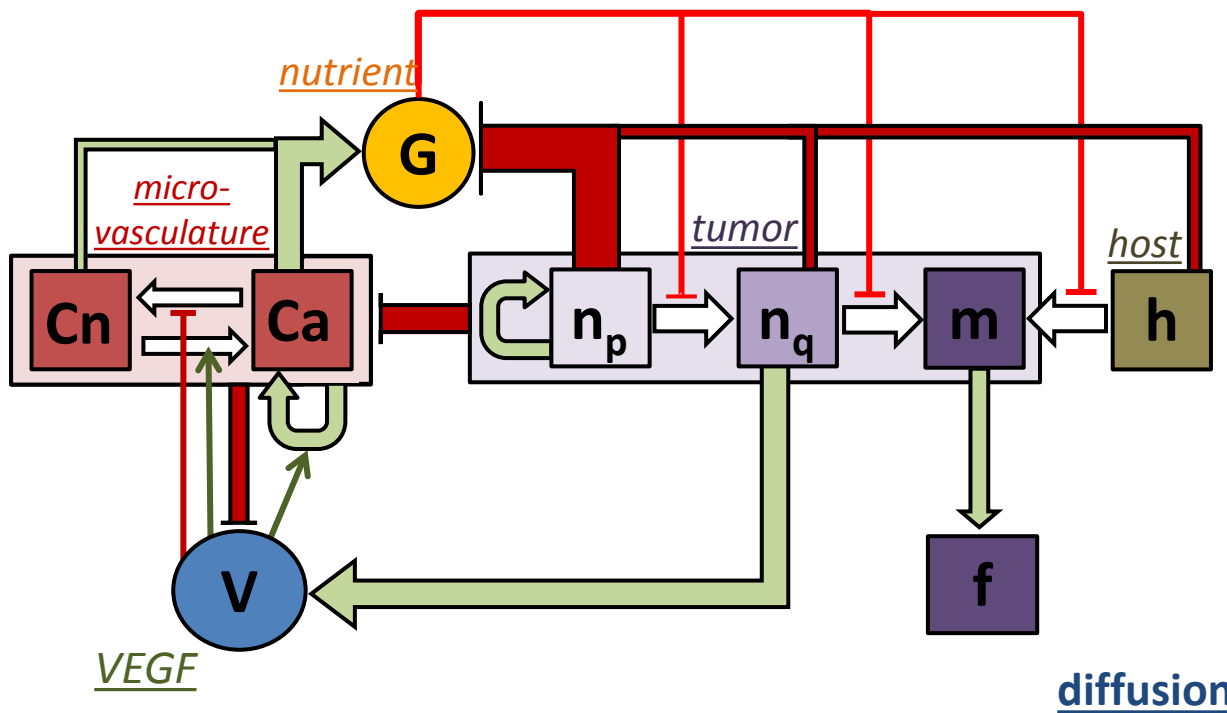 nutrient
G
micro-
vasculature
tumor
host
Cn
Ca
np
nq
m
h
V
f
VEGF
diffusion